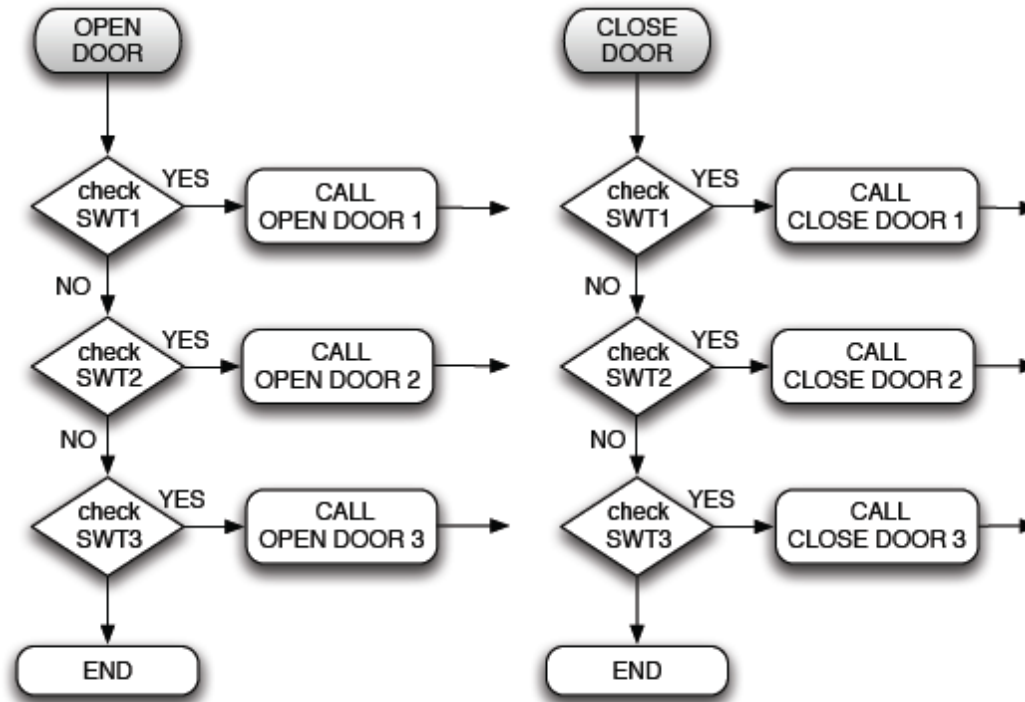 OPEN
DOOR
check
SWT1
YES
CALL
OPEN DOOR 1
NO
check
SWT2
YES
CALL
OPEN DOOR 2
NO
check
SWT3
YES
CALL
OPEN DOOR 3
END
CLOSE
DOOR
check
SWT1
YES
CALL
CLOSE DOOR 1
NO
check
SWT2
YES
CALL
CLOSE DOOR 2
NO
check
SWT3
YES
CALL
CLOSE DOOR 3
END